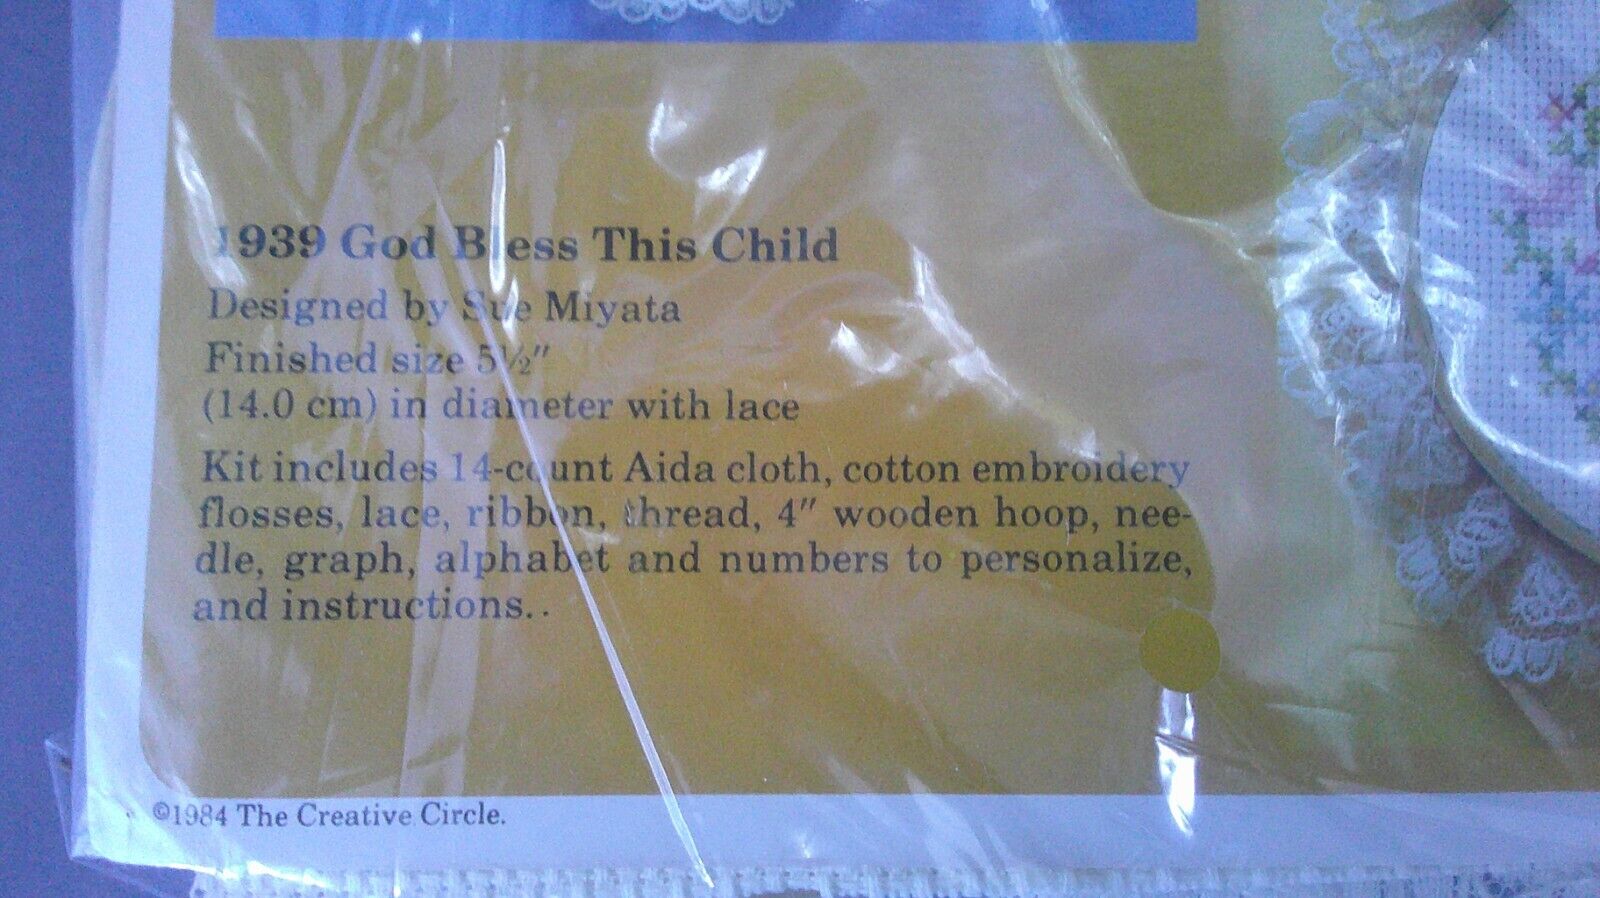 1939 God Bless This Child
Designed by Sue Miyata
Finished size 5½"
(14.0 cm) in diameter with lace
Kit includes 14-count Aida cloth, cotton embroidery
flosses, lace, ribbon, thread, 4" wooden hoop, nee-
dle, graph, alphabet and numbers to personalize,
and instructions..
©1984 The Creative Circle.